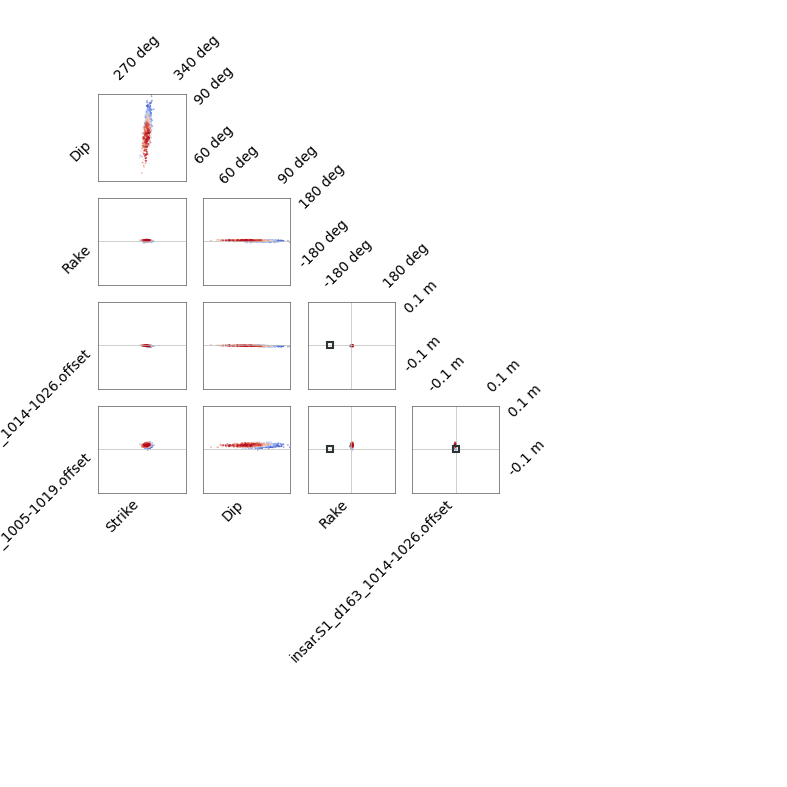 270 deg
340 deg
90 deg
60 deg
Dip
60 deg
90 deg
180 deg
-180 deg
Rake
-180 deg
180 deg
0.1 m
-0.1 m
_1014-1026.offset
-0.1 m
0.1 m
0.1 m
-0.1 m
_1005-1019.offset
Strike
Dip
Rake
insar.S1_d163_1014-1026.offset